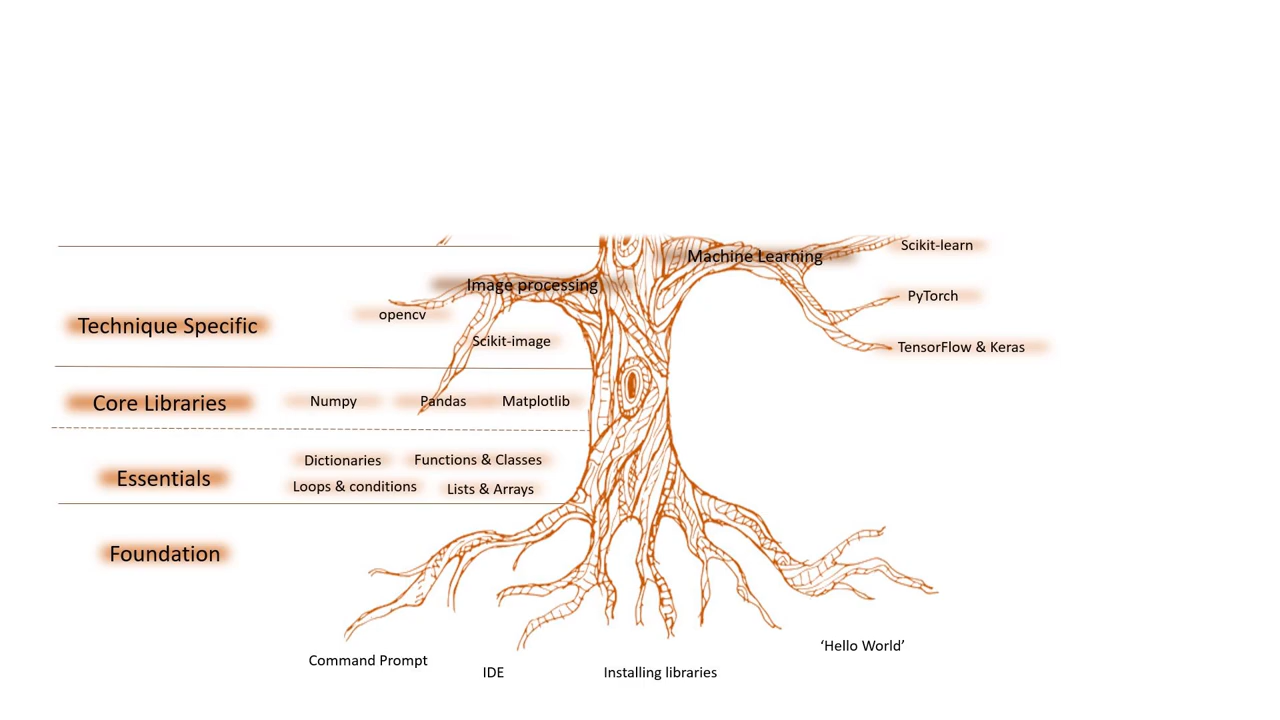 Scikit-learn
Machine Learning
Image processing
PyTorch
opencv
Technique Specific
Scikit-image
TensorFlow & Keras
Core Libraries
Numpy
Pandas
Matplotlib
Dictionaries
Functions & Classes
Essentials
Loops & conditions
Lists & Arrays
Foundation
‘Hello World’
Command Prompt
IDE
Installing libraries